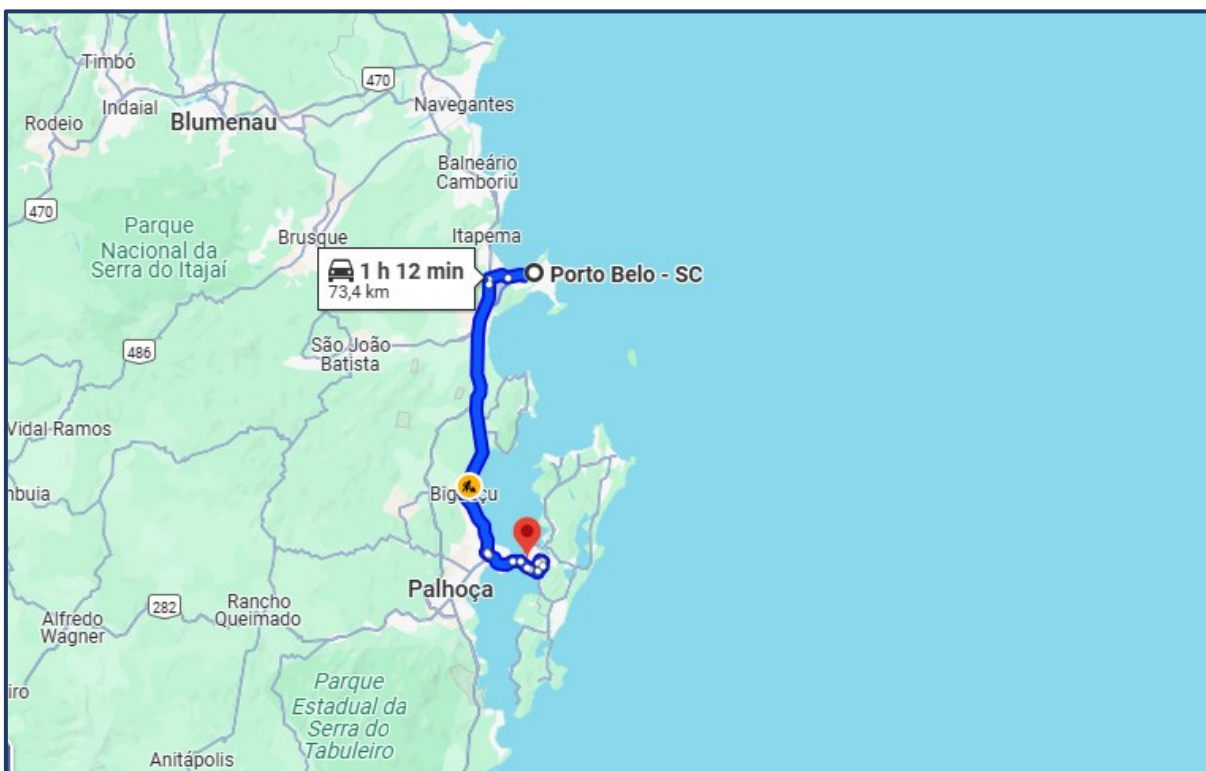 Timbó
470
Indaial
Navegantes
Rodeio
Blumenau
Balneário
Camboriú
470
Parque
Nacional da
Serra do Itajaí
Brusque
Itapema
1 h 12 min
73,4 km
Porto Belo - SC
486
São João
Batista
Vidal Ramos
nbuia
Palhoça
282
Rancho
Queimado
Alfredo
Wagner
Parque
Estadual da
Serra do
Tabuleiro
iro
Anitápolis